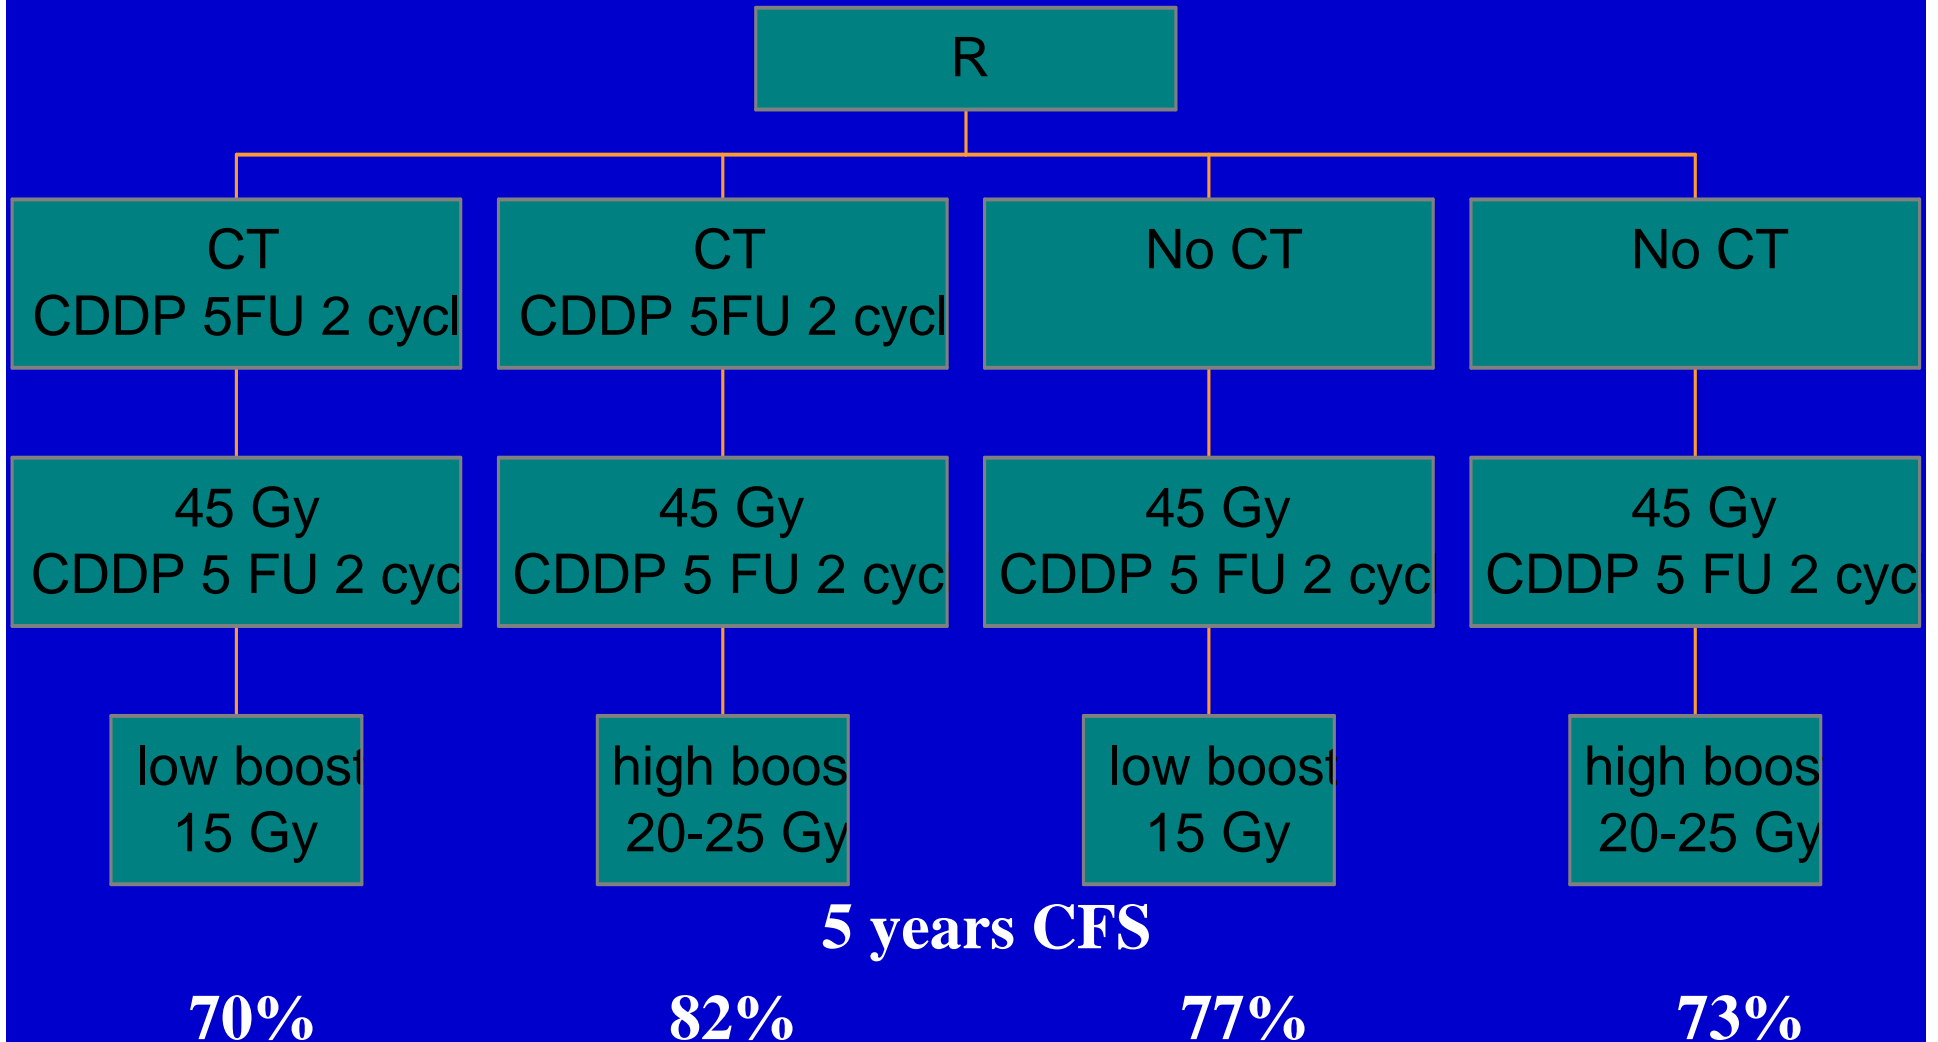 R
CT
CDDP 5FU 2 cycl
CT
CDDP 5FU 2 cycl
No CT
No CT
45 Gy
CDDP 5 FU 2 cyc
45 Gy
CDDP 5 FU 2 cyc
45 Gy
CDDP 5 FU 2 cyc
45 Gy
CDDP 5 FU 2 cyc
low boost
15 Gy
high boos
20-25 Gy
low boost
15 Gy
high boos
20-25 Gy
5 years CFS
70% 82% 77% 73%